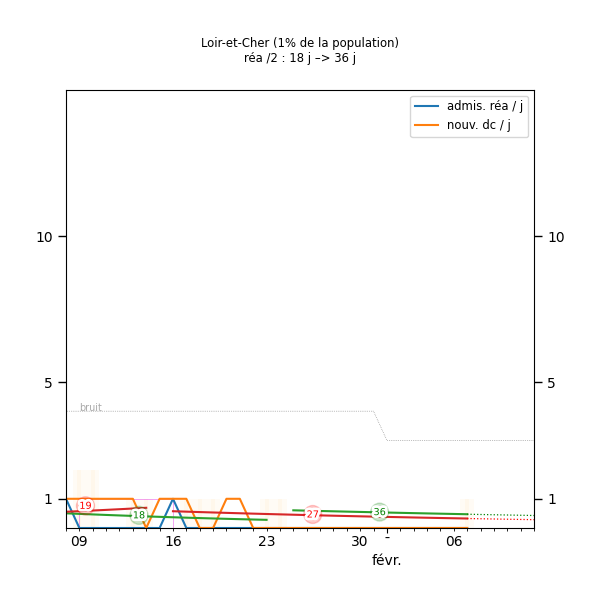 Loir-et-Cher (1% de la population)
réa /2 : 18 j –> 36 j
admis. réa / j
nouv. dc / j
10 10
5 5
bruit
1 1
19
18
27
36
09 16 23 30 - 06
févr.